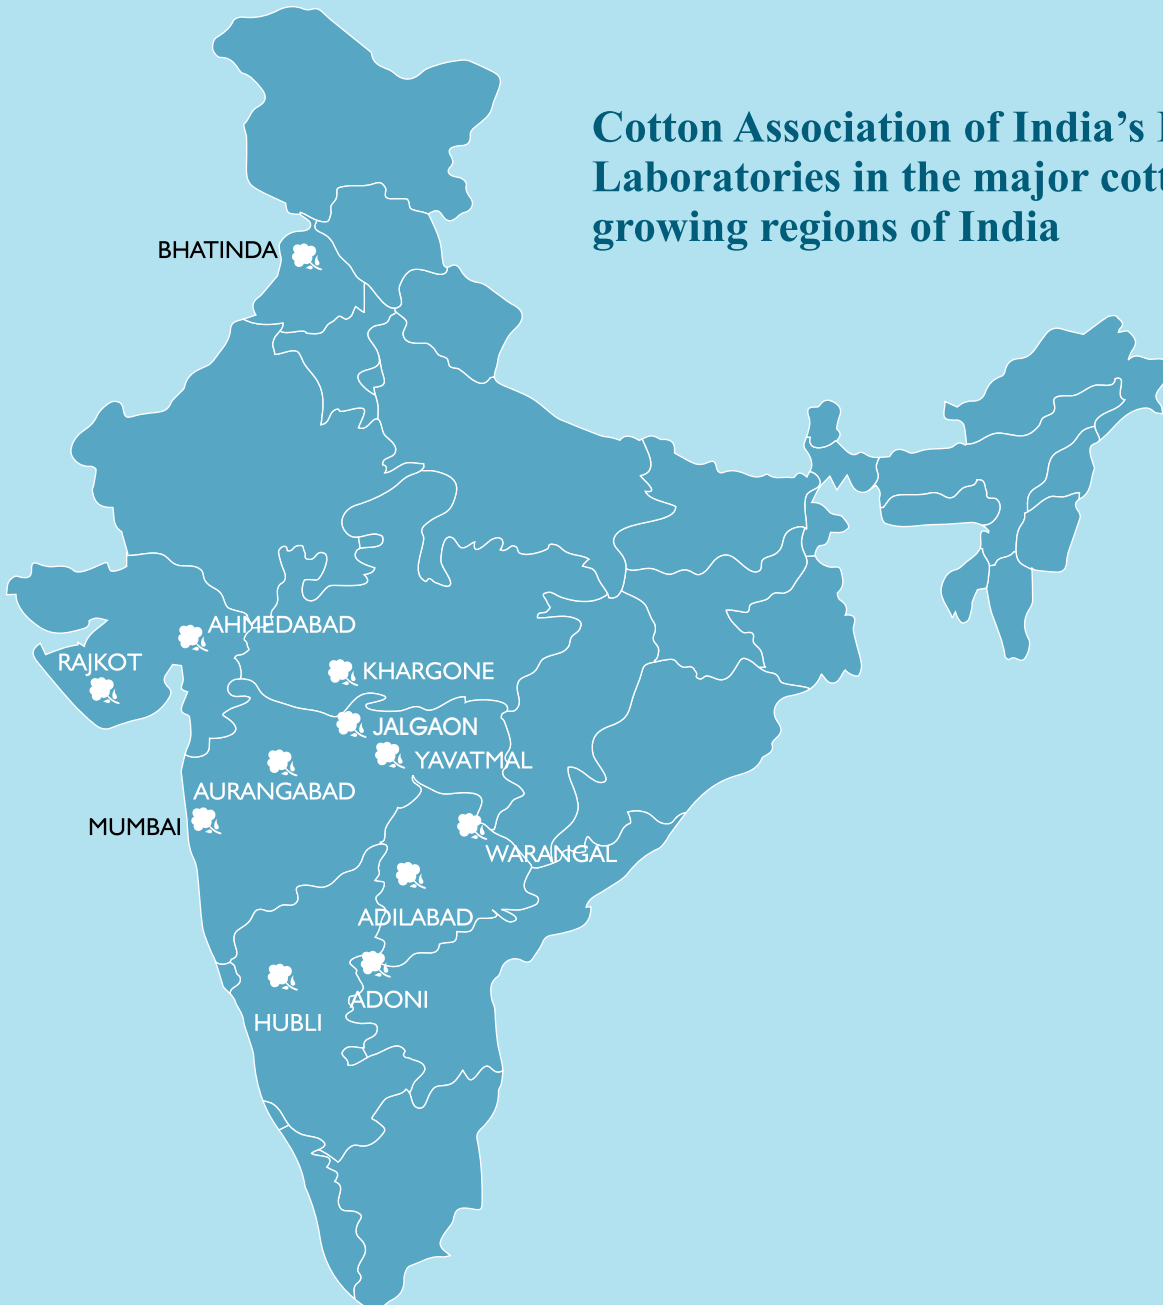 Cotton Association of India’s
Laboratories in the major
growing regions of India
BHATINDA
AHMEDABAD
RAJKOT
KHARGONE
JALGAON
YAVATMAL
AURANGABAD
MUMBAI
WARANGAL
ADILABAD
ADONI
HUBLI